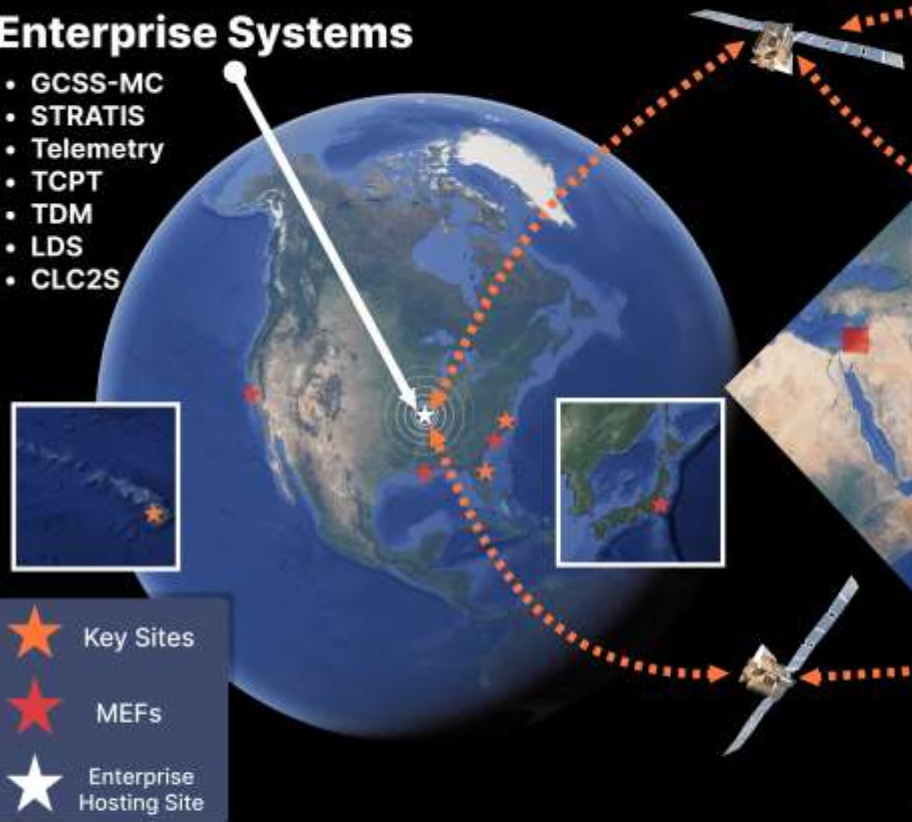 Enterprise Systems
• GCSS-MC
• STRATIS
• Telemetry
• TCPT
• TDM
• LDS
• CLC2S
Key Sites
MEFs
Enterprise
Hosting Site